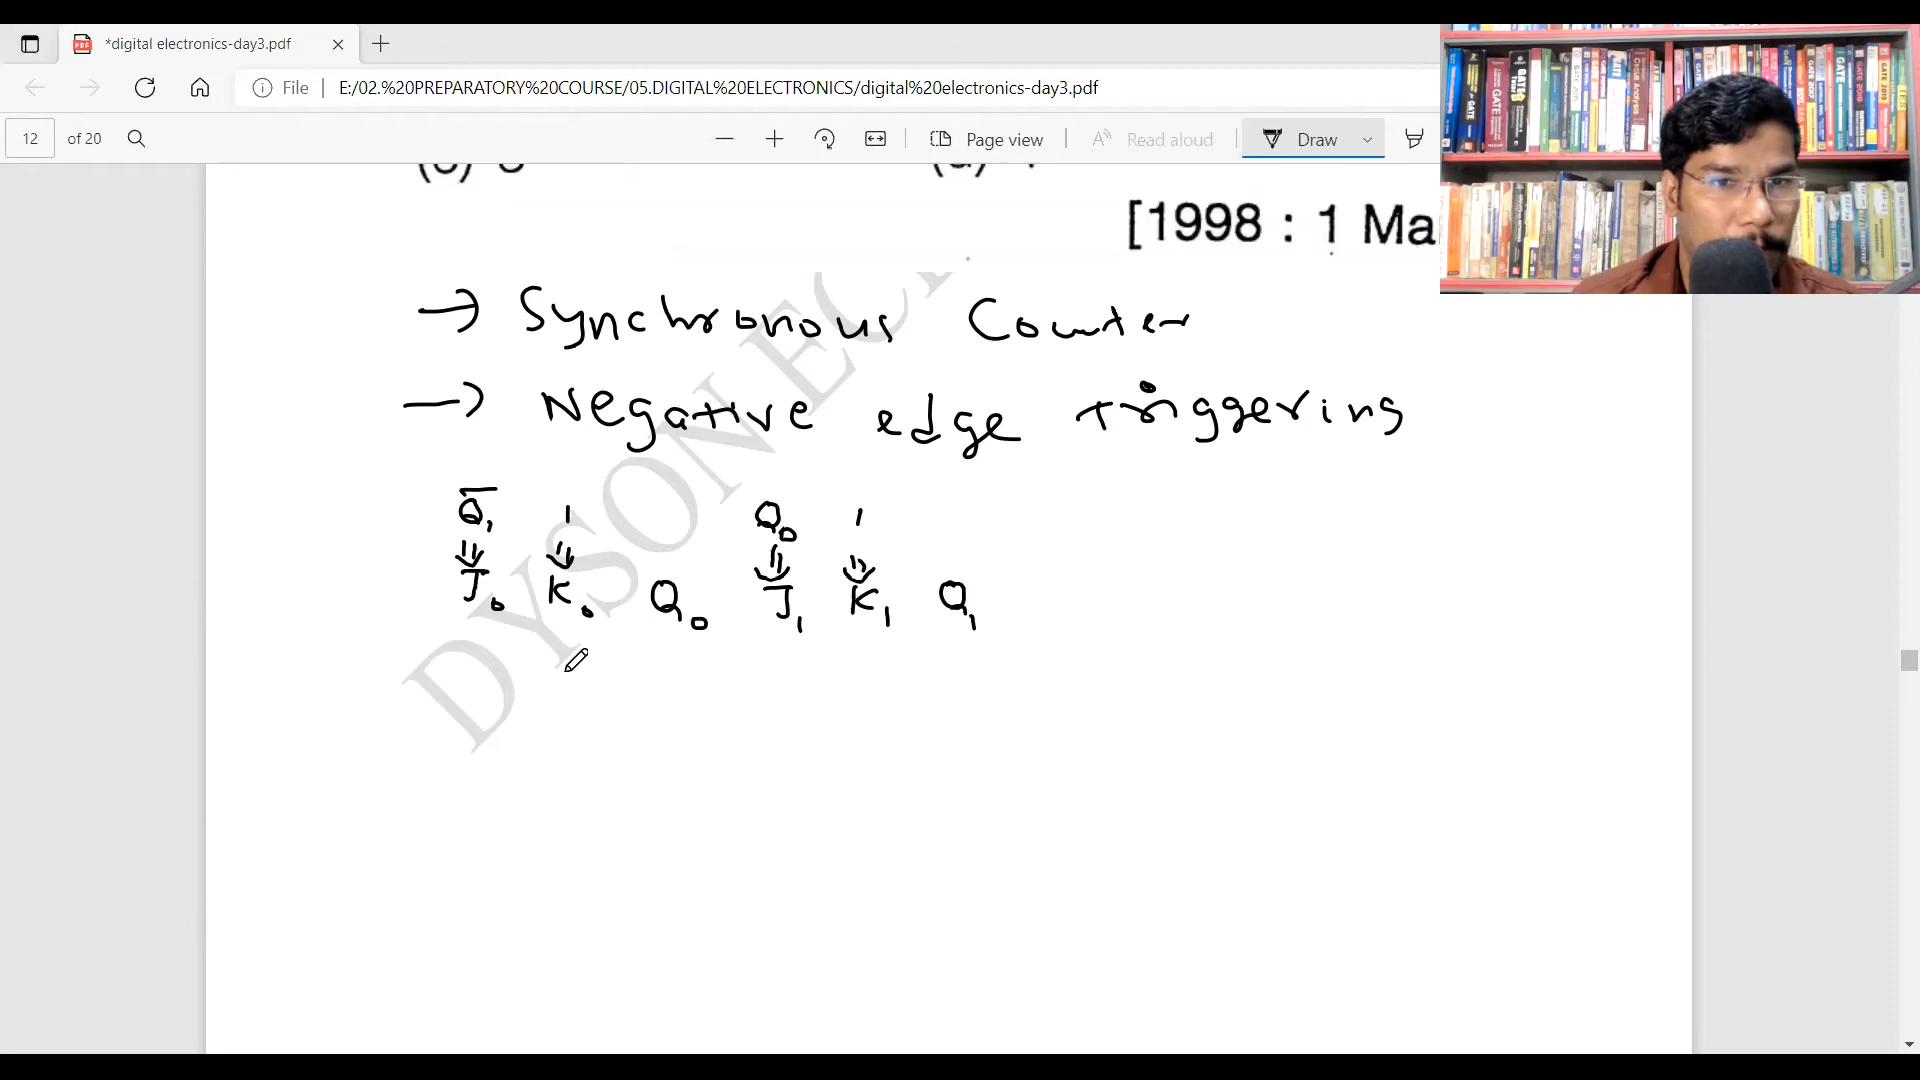 *digital electronics-day3.pdf
File E:/02.%20PREPARATORY%20COURSE/05.DIGITAL%20ELECTRONICS/digital%20electronics-day3.pdf
12 of 20 Page view Read aloud Draw
[1998 : 1 Ma
→ Synchronous Counter
→ Negative edge triggering
Q̅₁ 1 Q₀ 1
J₀ K₀ Q₀ J₁ K₁ Q₁
DYSON EC